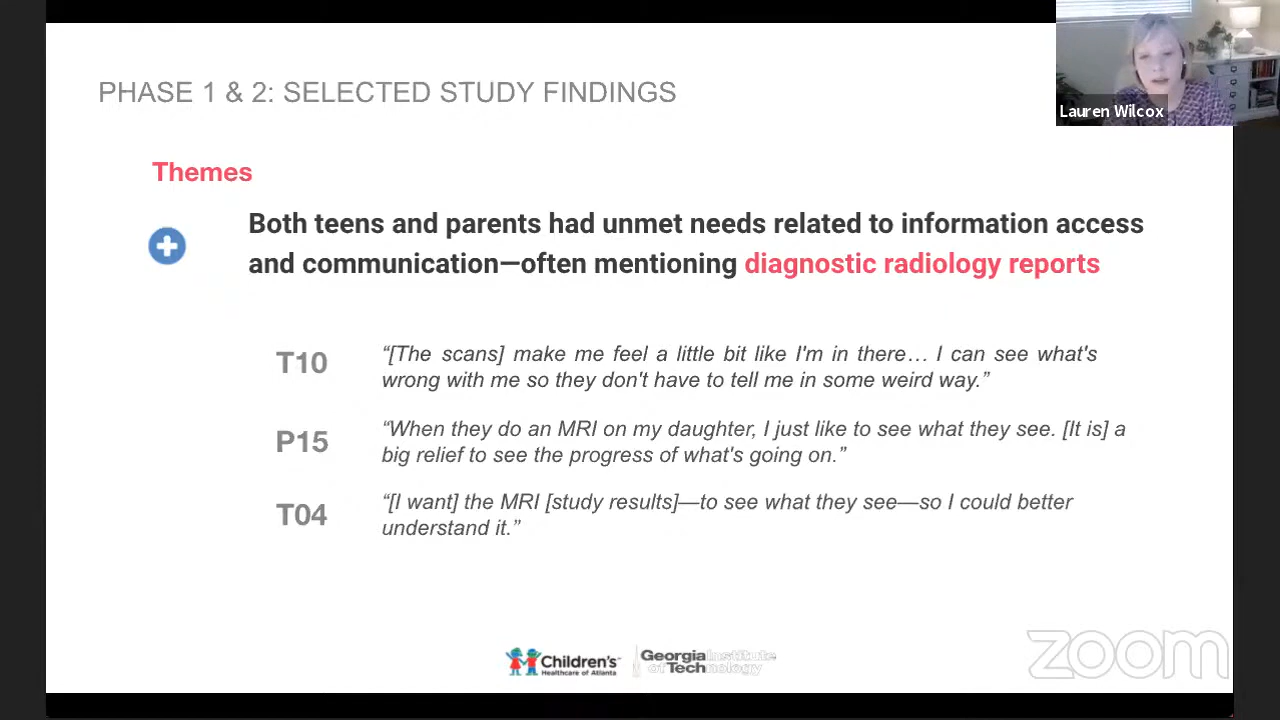 PHASE 1 & 2: SELECTED STUDY FINDINGS
Lauren Wilcox
Themes
Both teens and parents had unmet needs related to information access
and communication—often mentioning diagnostic radiology reports
T10
“[The scans] make me feel a little bit like I'm in there… I can see what's
wrong with me so they don't have to tell me in some weird way.”
P15
“When they do an MRI on my daughter, I just like to see what they see. [It is] a
big relief to see the progress of what's going on.”
T04
“[I want] the MRI [study results]—to see what they see—so I could better
understand it.”
Children's
Healthcare of Atlanta
Georgia Institute
of Technology
zoom